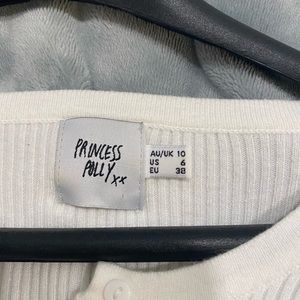 PRINCESS
POLLY xx
AU/UK 10
US 6
EU 38